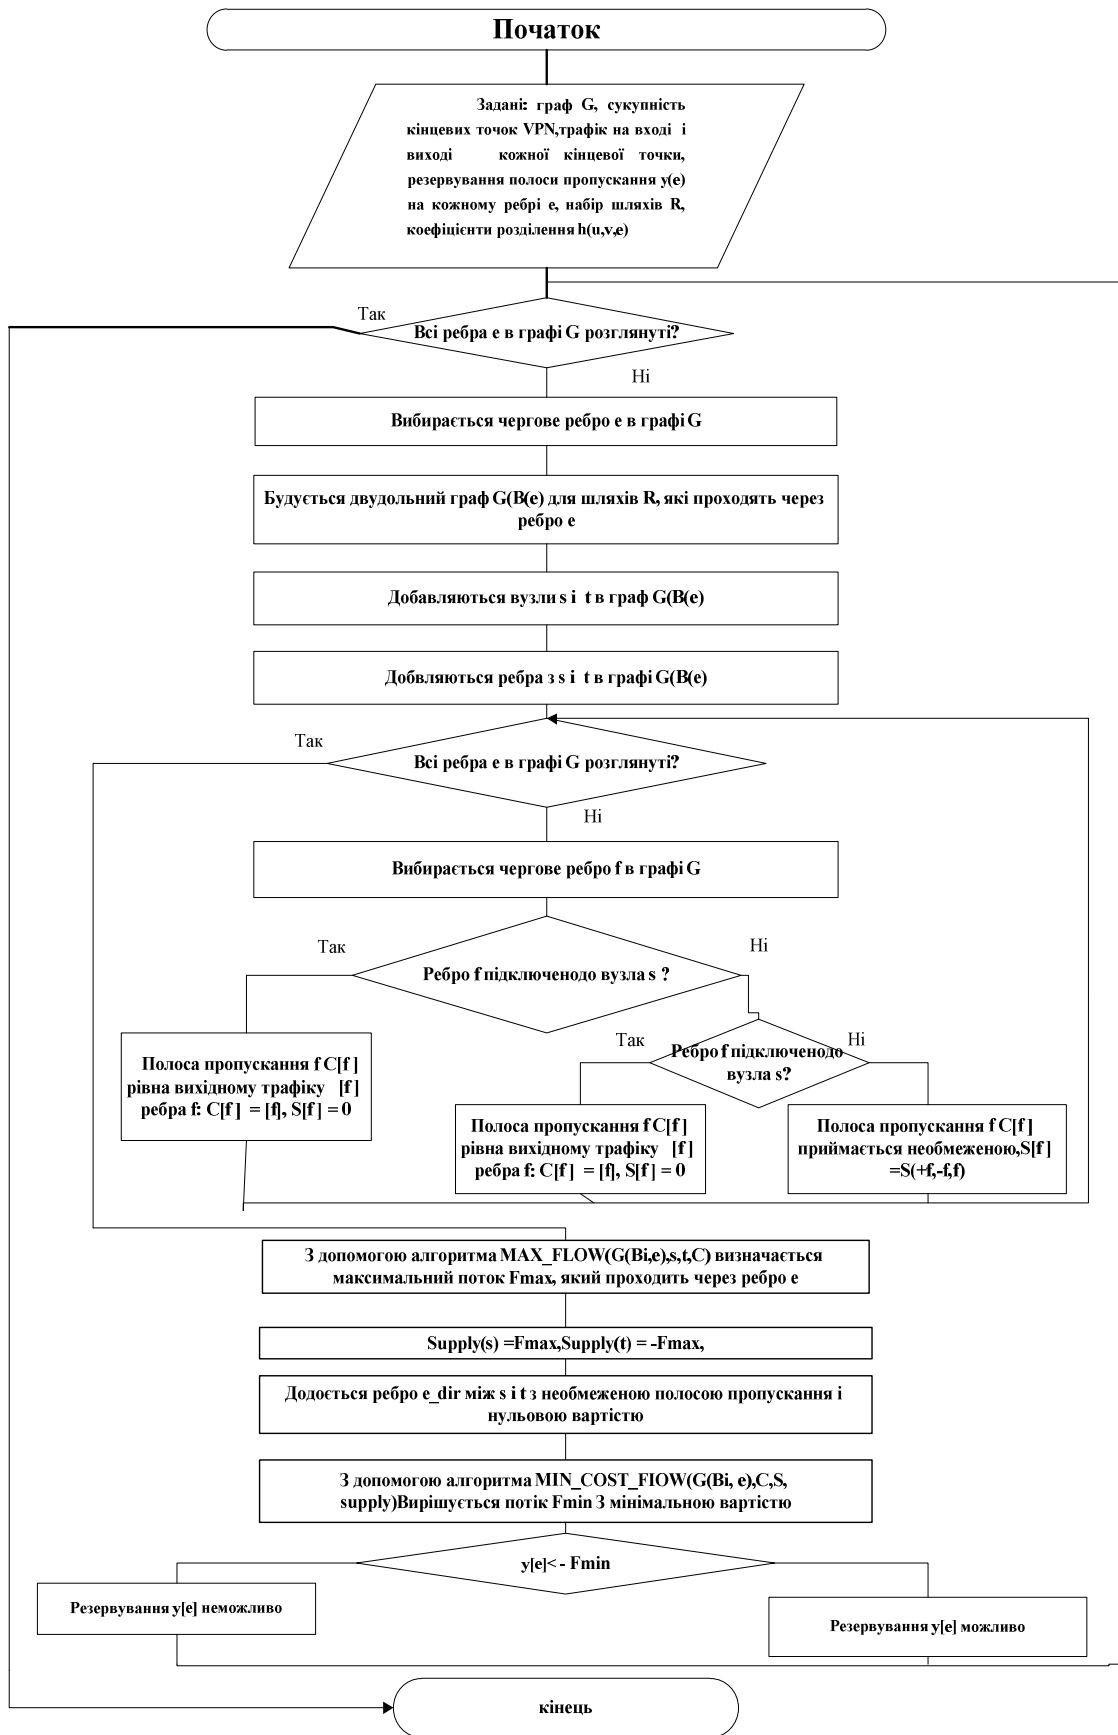 Початок
Задані: граф G, сукупність
кінцевих точок VPN,трафік на вході і
виході кожної кінцевої точки,
резервування полоси пропускання y(e)
на кожному ребрі e, набір шляхів R,
коефіцієнти розділення h(u,v,e)
Так
Всі ребра e в графі G розглянуті?
Ні
Вибирається чергове ребро e в графі G
Будується двудольний граф G(B(e) для шляхів R, які проходять через
ребро e
Добавляються вузли s і t в граф G(B(e)
Добвляються ребра з s і t в графі G(B(e)
Так
Всі ребра e в графі G розглянуті?
Ні
Вибирається чергове ребро f в графі G
Так
Ні
Ребро f підключенодо вузла s ?
Полоса пропускання f C[f]
рівна вихідному трафіку [f]
ребра f: C[f] = [f], S[f] = 0
Так
Ні
Ребро f підключенодо
вузла s?
Полоса пропускання f C[f]
рівна вихідному трафіку [f]
ребра f: C[f] = [f], S[f] = 0
Полоса пропускання f C[f]
приймається необмеженою,S[f]
=S(+f,-f,f)
З допомогою алгоритма MAX_FLOW(G(Bi,e),s,t,C) визначається
максимальний поток Fmax, який проходить через ребро e
Supply(s) =Fmax,Supply(t) = -Fmax,
Додоється ребро e_dir між s і t з необмеженою полосою пропускання і
нульовою вартістю
З допомогою алгоритма MIN_COST_FIOW(G(Bi, e),C,S,
supply)Вирішується потік Fmin З мінімальною вартістю
y[e]< - Fmin
Резервування y[e] неможливо
Резервування y[e] можливо
кінець